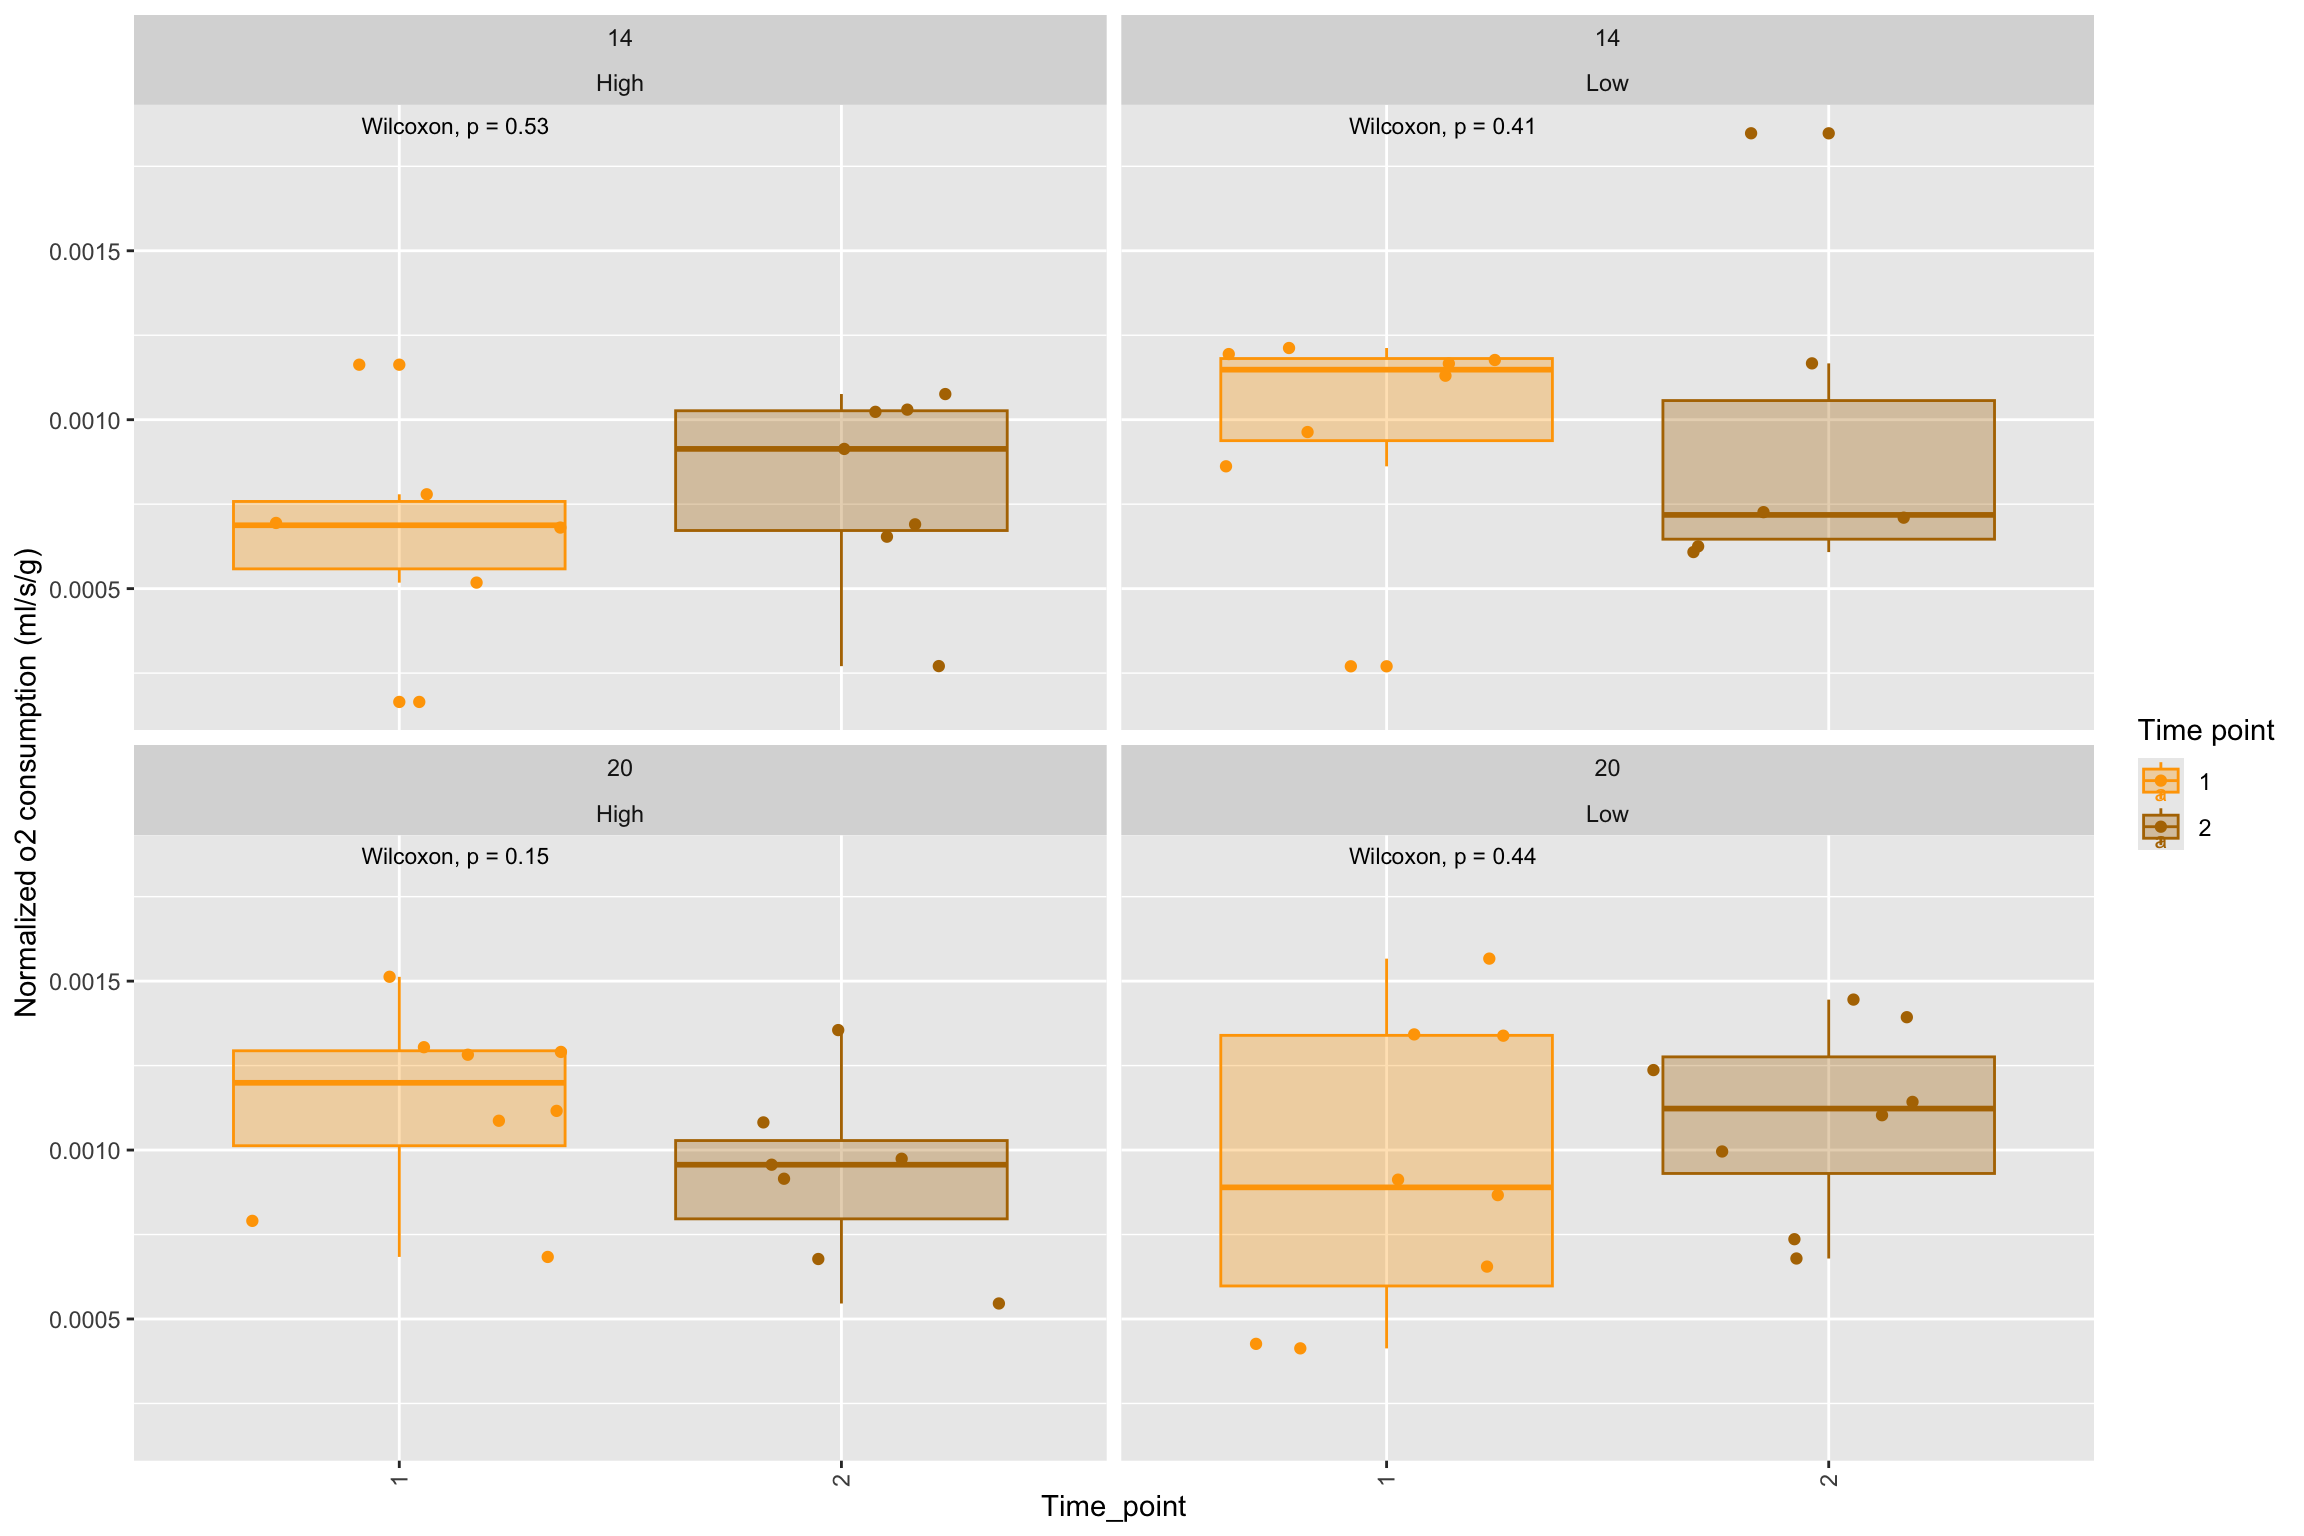 14
High
14
Low
Wilcoxon, p = 0.53
Wilcoxon, p = 0.41
0.0015
0.0010
0.0005
20
High
20
Low
Wilcoxon, p = 0.15
Wilcoxon, p = 0.44
0.0015
0.0010
0.0005
Normalized o2 consumption (ml/s/g)
1
2
1
2
Time_point
Time point
a 1
a 2